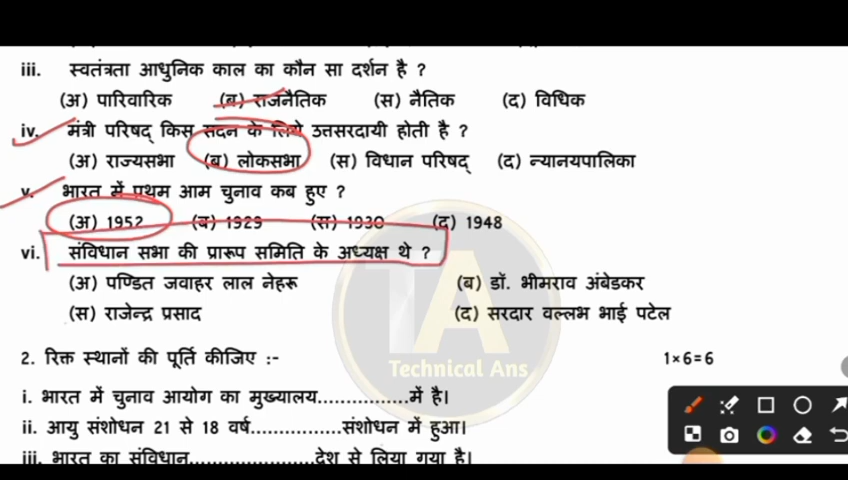 iii. स्वतंत्रता आधुनिक काल का कौन सा दर्शन है ?
(अ) पारिवारिक (ब) राजनैतिक (स) नैतिक (द) विधिक
iv. मंत्री परिषद् किस सदन के लिये उत्तसरदायी होती है ?
(अ) राज्यसभा (ब) लोकसभा (स) विधान परिषद् (द) न्यानयपालिका
v. भारत में प्रथम आम चुनाव कब हुए ?
(अ) 1952 (ब) 1929 (स) 1930 (द) 1948
vi. संविधान सभा की प्रारूप समिति के अध्यक्ष थे ?
(अ) पण्डित जवाहर लाल नेहरू (ब) डॉ. भीमराव अंबेडकर
(स) राजेन्द्र प्रसाद (द) सरदार वल्लभ भाई पटेल
TA
Technical Ans
2. रिक्त स्थानों की पूर्ति कीजिए :- 1×6=6
i. भारत में चुनाव आयोग का मुख्यालय................में है।
ii. आयु संशोधन 21 से 18 वर्ष................संशोधन में हुआ।
iii. भारत का संविधान......................देश से लिया गया है।